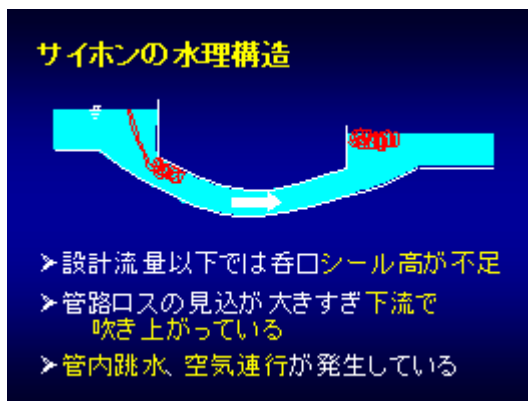 サイホンの水理構造
➤設計流量以下では呑口シール高が不足
➤管路ロスの見込が大きすぎ下流で
吹き上がっている
➤管内跳水、空気連行が発生している